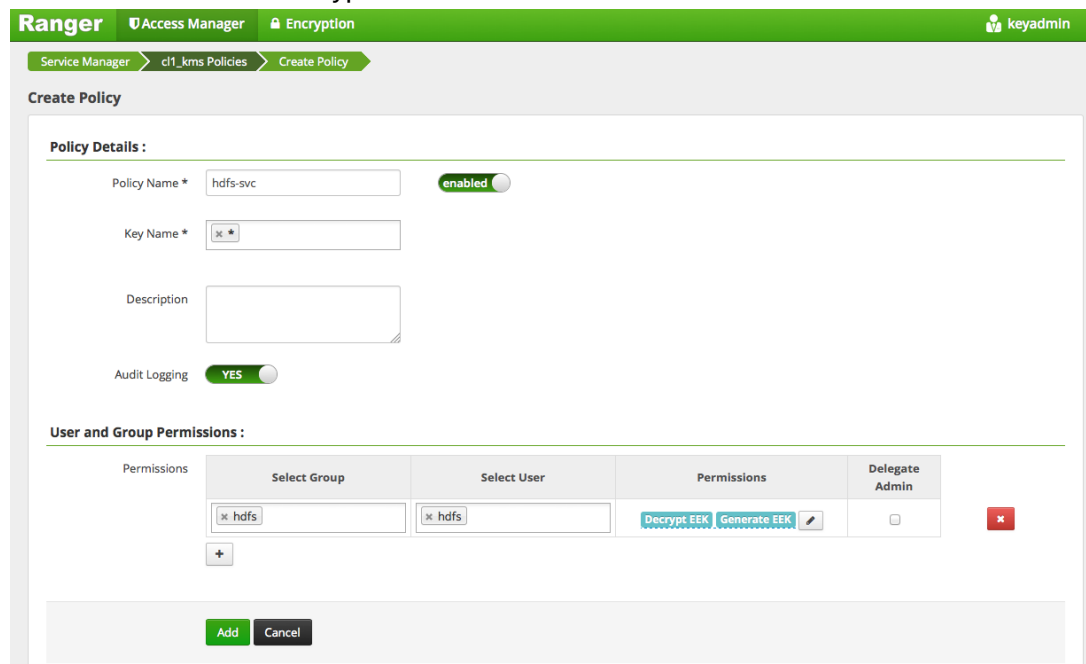 Ranger Access Manager Encryption keyadmin
Service Manager cl1_kms Policies Create Policy
Create Policy
Policy Details :
Policy Name * hdfs-svc enabled
Key Name * × *
Description
Audit Logging YES
User and Group Permissions :
Permissions Select Group Select User Permissions Delegate Admin
× hdfs × hdfs Decrypt EEK Generate EEK ×
+
Add Cancel